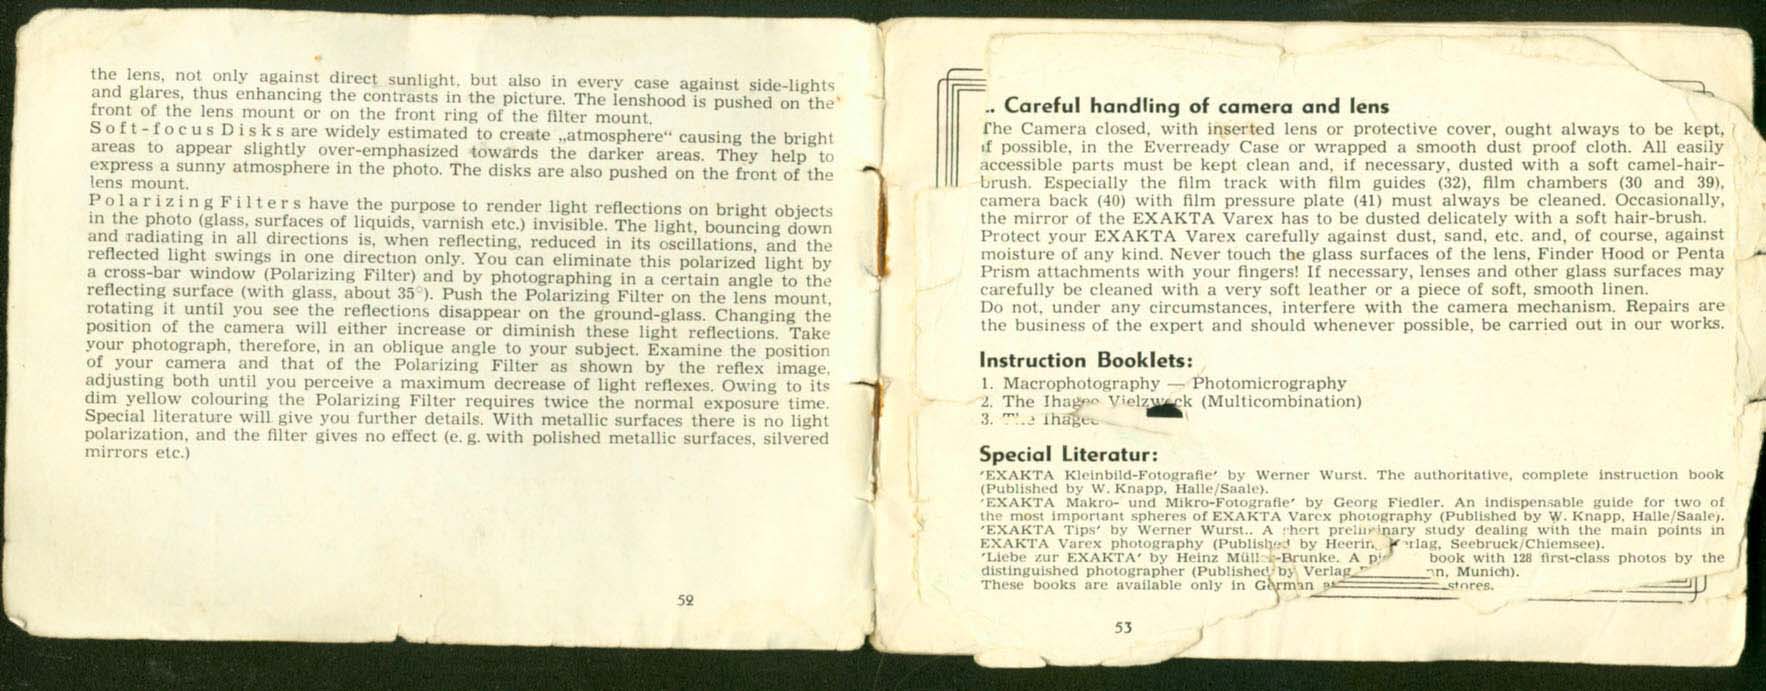 the lens, not only against direct sunlight, but also in every case against side-lights
and glares, thus enhancing the contrasts in the picture. The lenshood is pushed on the
front of the lens mount or on the front ring of the filter mount.
Soft-focus Disks are widely estimated to create „atmosphere“ causing the bright
areas to appear slightly over-emphasized towards the darker areas. They help to
express a sunny atmosphere in the photo. The disks are also pushed on the front of the
lens mount.
Polarizing Filters have the purpose to render light reflections on bright objects
in the photo (glass, surfaces of liquids, varnish etc.) invisible. The light, bouncing down
and radiating in all directions is, when reflecting, reduced in its oscillations, and the
reflected light swings in one direction only. You can eliminate this polarized light by
a cross-bar window (Polarizing Filter) and by photographing in a certain angle to the
reflecting surface (with glass, about 35°). Push the Polarizing Filter on the lens mount,
rotating it until you see the reflections disappear on the ground-glass. Changing the
position of the camera will either increase or diminish these light reflections. Take
your photograph, therefore, in an oblique angle to your subject. Examine the position
of your camera and that of the Polarizing Filter as shown by the reflex image,
adjusting both until you perceive a maximum decrease of light reflexes. Owing to its
dim yellow colouring the Polarizing Filter requires twice the normal exposure time.
Special literature will give you further details. With metallic surfaces there is no light
polarization, and the filter gives no effect (e. g. with polished metallic surfaces, silvered
mirrors etc.)
52
Careful handling of camera and lens
The Camera closed, with inserted lens or protective cover, ought always to be kept,
if possible, in the Everready Case or wrapped a smooth dust proof cloth. All easily
accessible parts must be kept clean and, if necessary, dusted with a soft camel-hair-
brush. Especially the film track with film guides (32), film chambers (30 and 39),
camera back (40) with film pressure plate (41) must always be cleaned. Occasionally,
the mirror of the EXAKTA Varex has to be dusted delicately with a soft hair-brush.
Protect your EXAKTA Varex carefully against dust, sand, etc. and, of course, against
moisture of any kind. Never touch the glass surfaces of the lens, Finder Hood or Penta
Prism attachments with your fingers! If necessary, lenses and other glass surfaces may
carefully be cleaned with a very soft leather or a piece of soft, smooth linen.
Do not, under any circumstances, interfere with the camera mechanism. Repairs are
the business of the expert and should whenever possible, be carried out in our works.
Instruction Booklets:
1. Macrophotography — Photomicrography
2. The Ihagee Vielzweck (Multicombination)
3. The Ihagee
Special Literatur:
'EXAKTA Kleinbild-Fotografie' by Werner Wurst. The authoritative, complete instruction book
(Published by W. Knapp, Halle/Saale).
'EXAKTA Makro- und Mikro-Fotografie' by Georg Fiedler. An indispensable guide for two of
the most important spheres of EXAKTA Varex photography (Published by W. Knapp, Halle/Saale).
'EXAKTA Tips' by Werner Wurst.. A short preliminary study dealing with the main points in
EXAKTA Varex photography (Published by Heering Verlag, Seebruck/Chiemsee).
'Liebe zur EXAKTA' by Heinz Müller-Brunke. A book with 128 first-class photos by the
distinguished photographer (Published by Verlag Munich).
These books are available only in German stores.
53